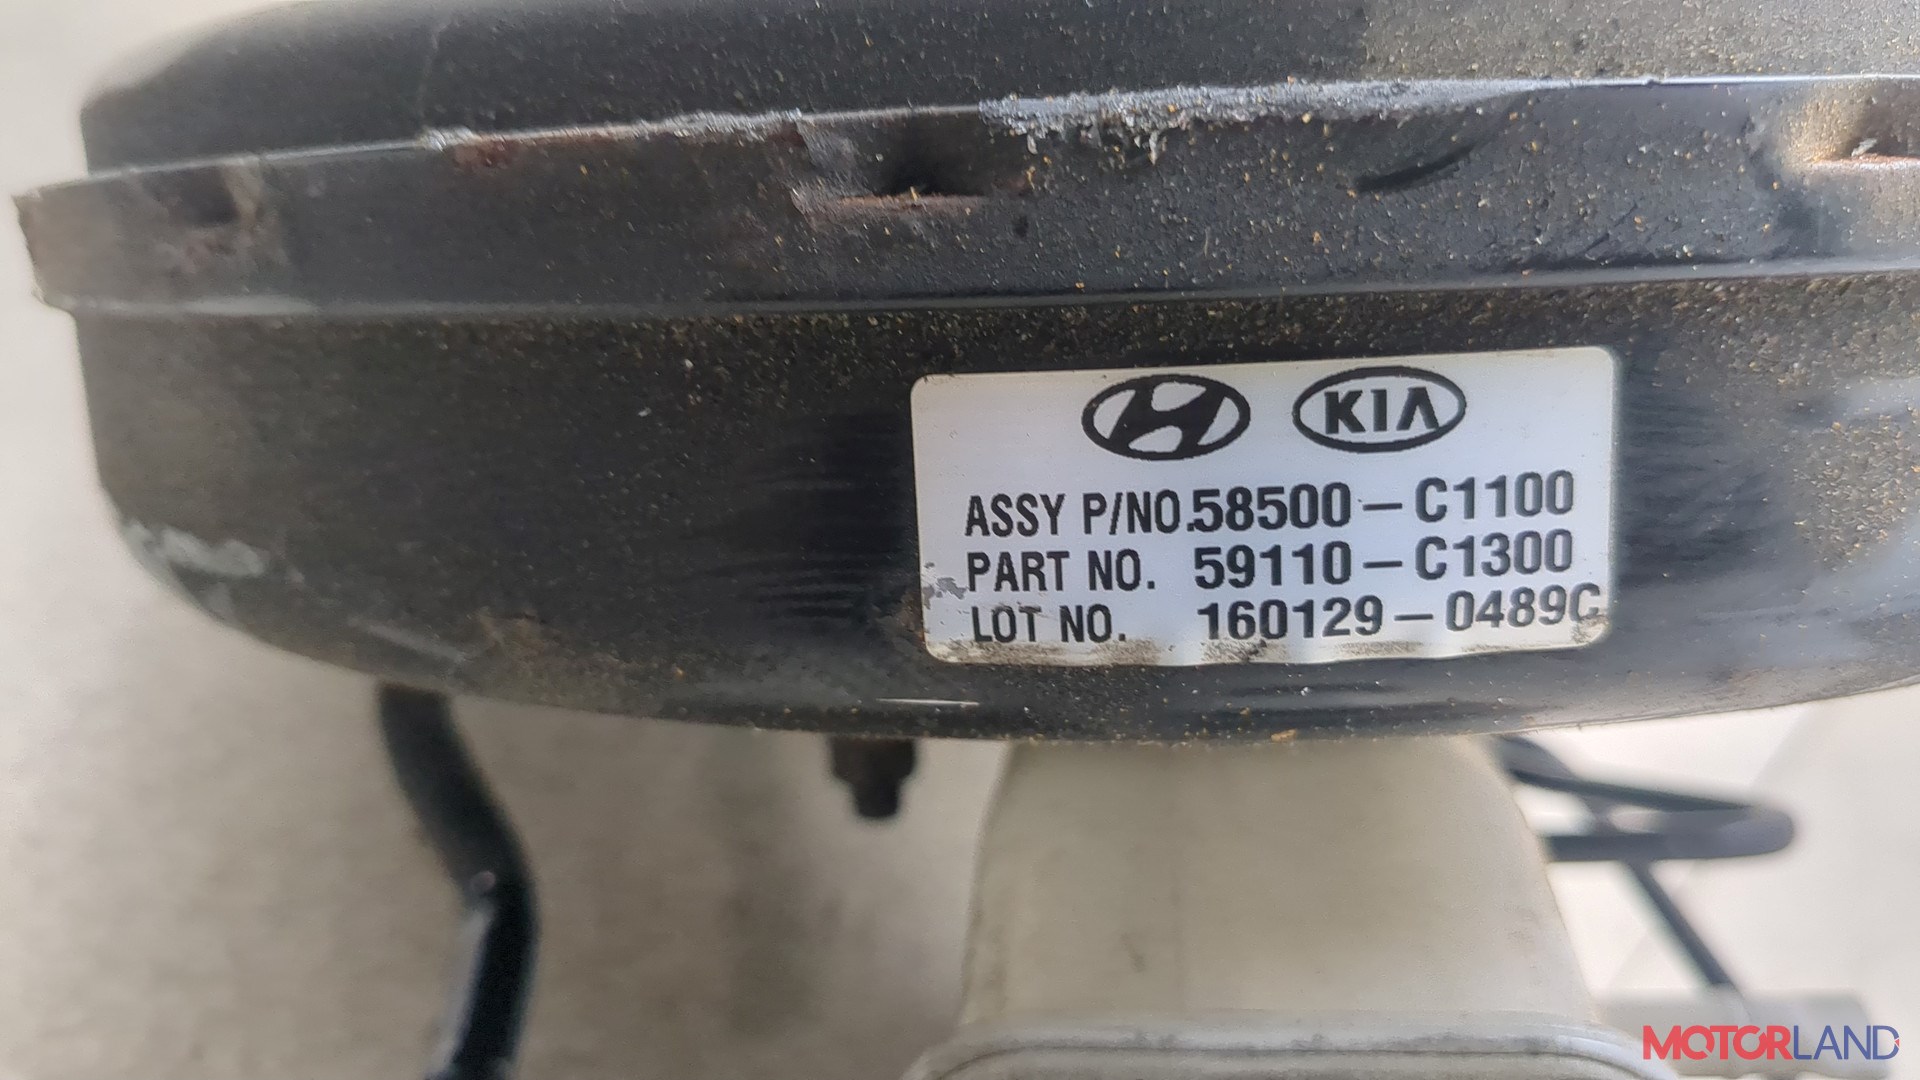 KIA
ASSY P/NO.58500-C1100
PART NO. 59110-C1300
LOT NO. 160129-0489C
MOTORLAND